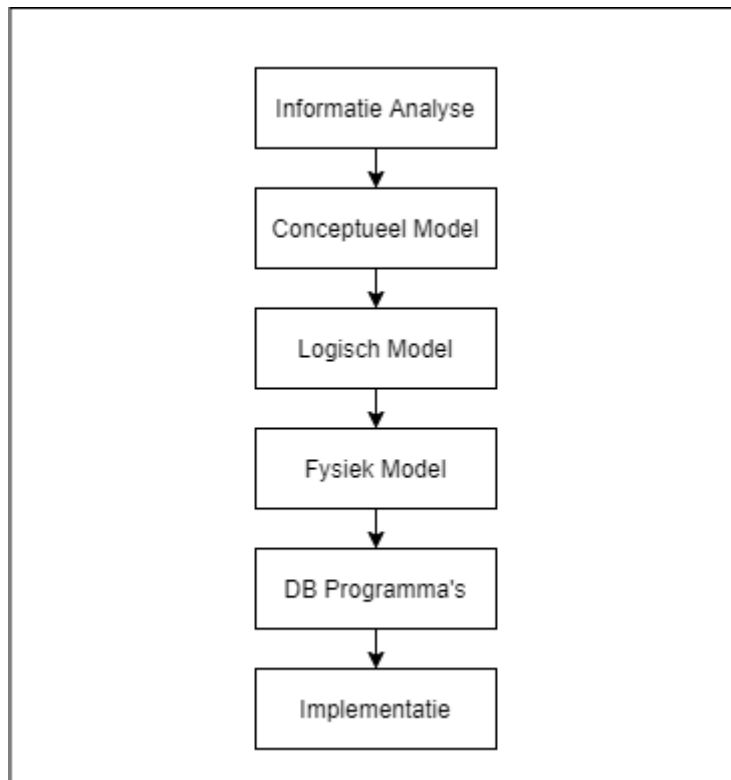 Informatie Analyse
Conceptueel Model
Logisch Model
Fysiek Model
DB Programma's
Implementatie